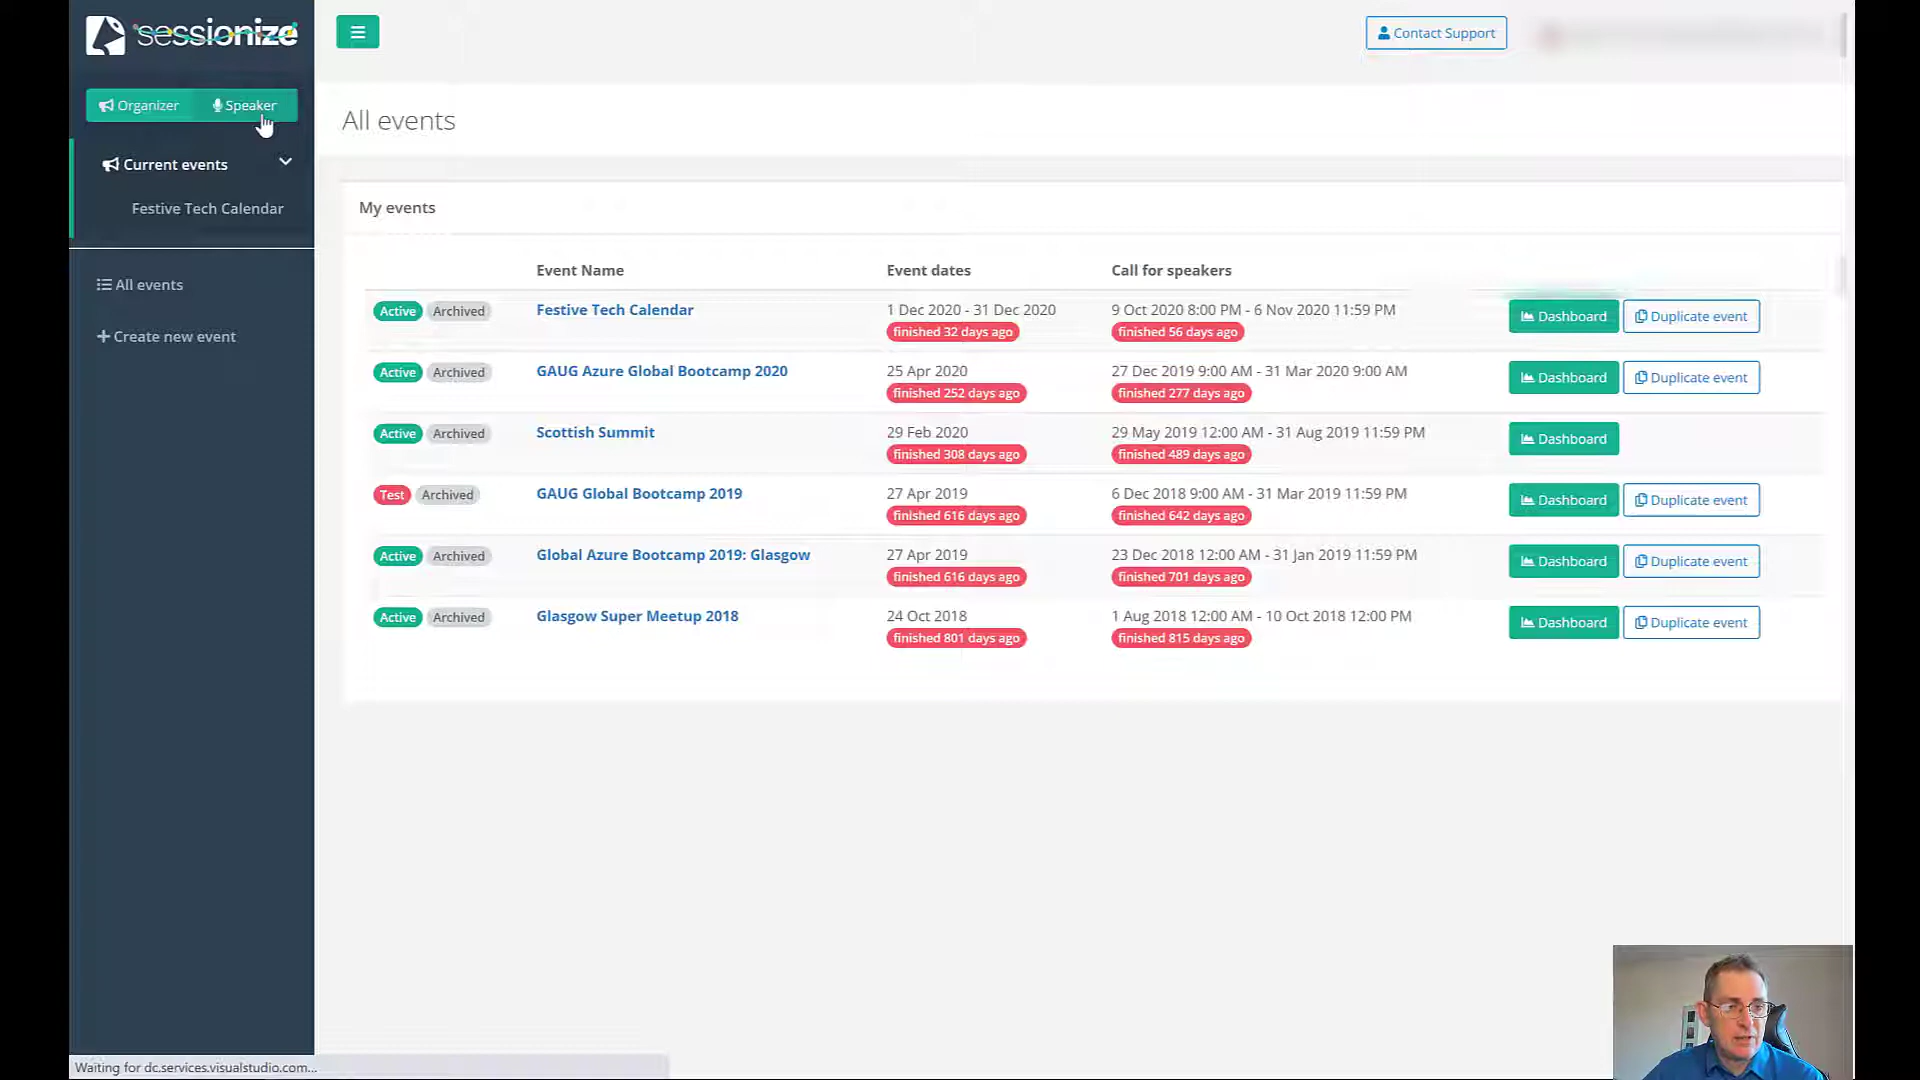 sessionize
Contact Support
Organizer Speaker
All events
Current events
Festive Tech Calendar
My events
Event Name Event dates Call for speakers
All events
Active Archived Festive Tech Calendar 1 Dec 2020 - 31 Dec 2020 9 Oct 2020 8:00 PM - 6 Nov 2020 11:59 PM Dashboard Duplicate event
finished 32 days ago finished 56 days ago
Create new event
Active Archived GAUG Azure Global Bootcamp 2020 25 Apr 2020 27 Dec 2019 9:00 AM - 31 Mar 2020 9:00 AM Dashboard Duplicate event
finished 252 days ago finished 277 days ago
Active Archived Scottish Summit 29 Feb 2020 29 May 2019 12:00 AM - 31 Aug 2019 11:59 PM Dashboard
finished 308 days ago finished 489 days ago
Test Archived GAUG Global Bootcamp 2019 27 Apr 2019 6 Dec 2018 9:00 AM - 31 Mar 2019 11:59 PM Dashboard Duplicate event
finished 616 days ago finished 642 days ago
Active Archived Global Azure Bootcamp 2019: Glasgow 27 Apr 2019 23 Dec 2018 12:00 AM - 31 Jan 2019 11:59 PM Dashboard Duplicate event
finished 616 days ago finished 701 days ago
Active Archived Glasgow Super Meetup 2018 24 Oct 2018 1 Aug 2018 12:00 AM - 10 Oct 2018 12:00 PM Dashboard Duplicate event
finished 801 days ago finished 815 days ago
Waiting for dc.services.visualstudio.com...